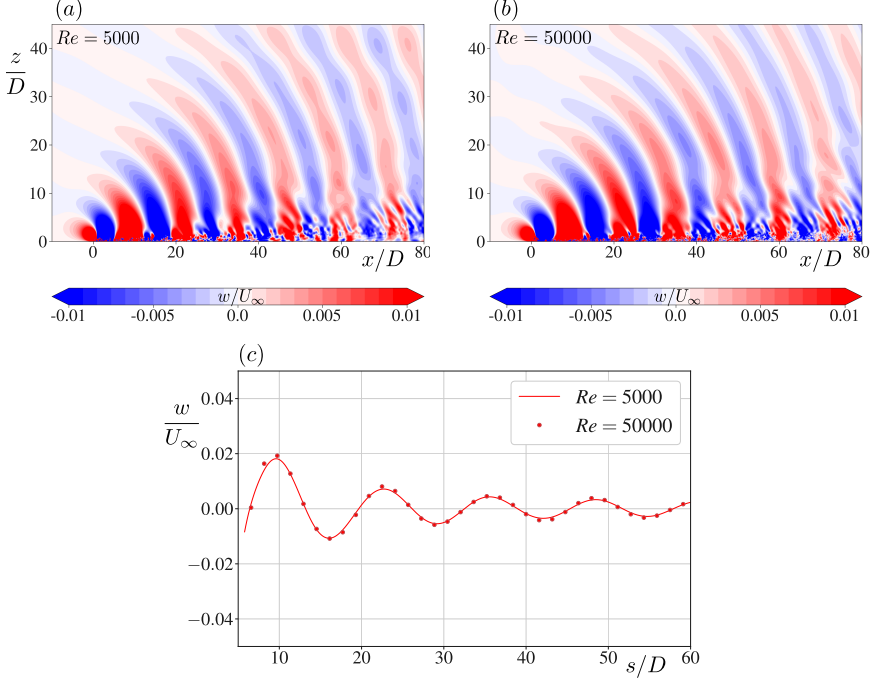 (a)
(b)
Re = 5000
Re = 50000
z/D
40
30
20
10
0
40
30
20
10
0
0 20 40 60 80
x/D
0 20 40 60 80
x/D
w/U∞
-0.01 -0.005 0.0 0.005 0.01
w/U∞
-0.01 -0.005 0.0 0.005 0.01
(c)
w/U∞
0.04
0.02
0.00
−0.02
−0.04
Re = 5000
Re = 50000
10 20 30 40 50 60
s/D